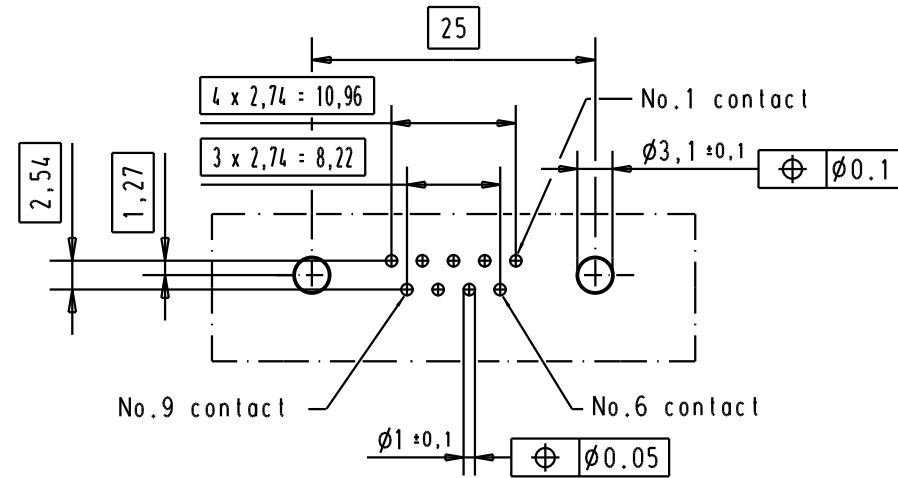 25
4 x 2,74 = 10,96
No.1 contact
3 x 2,74 = 8,22
Ø3,1 ±0,1
⌖ Ø0.1
2,54
1,27
No.9 contact
No.6 contact
Ø1 ±0,1
⌖ Ø0.05